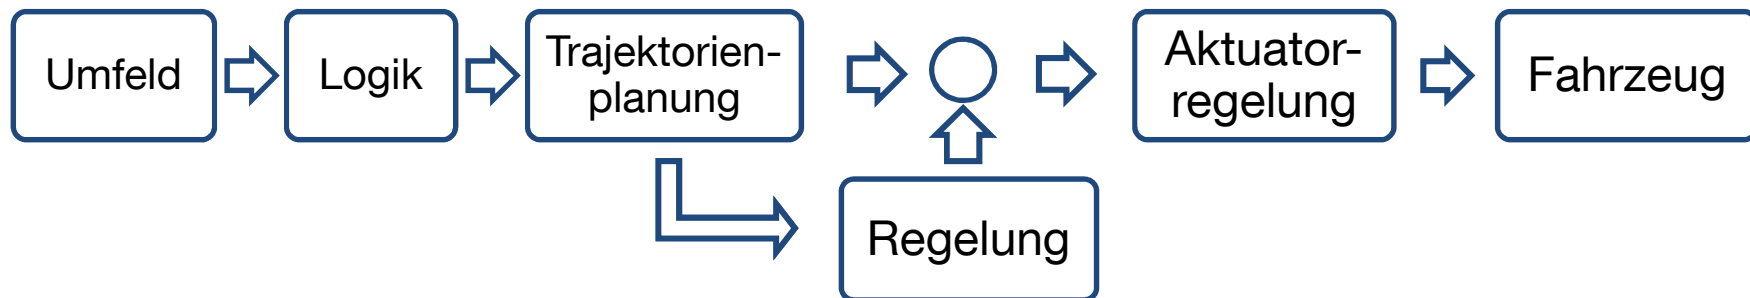 Umfeld
Logik
Trajektorien-
planung
Aktuator-
regelung
Fahrzeug
Regelung